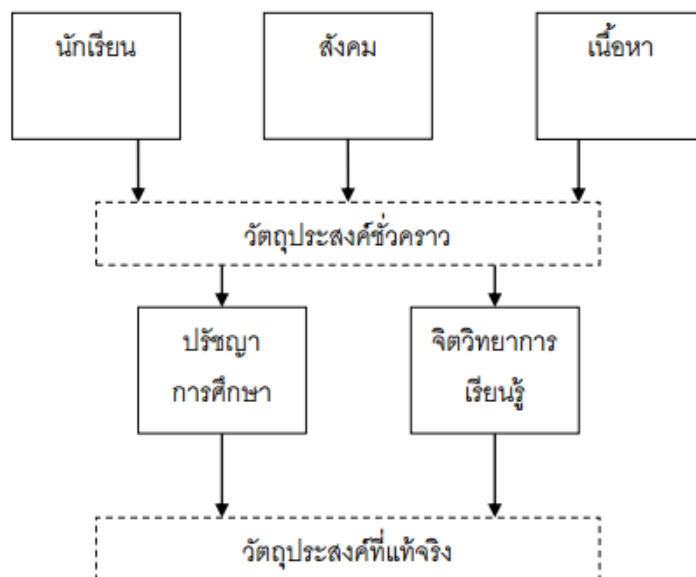 นักเรียน
สังคม
เนื้อหา
วัตถุประสงค์ชั่วคราว
ปรัชญา
การศึกษา
จิตวิทยาการ
เรียนรู้
วัตถุประสงค์ที่แท้จริง